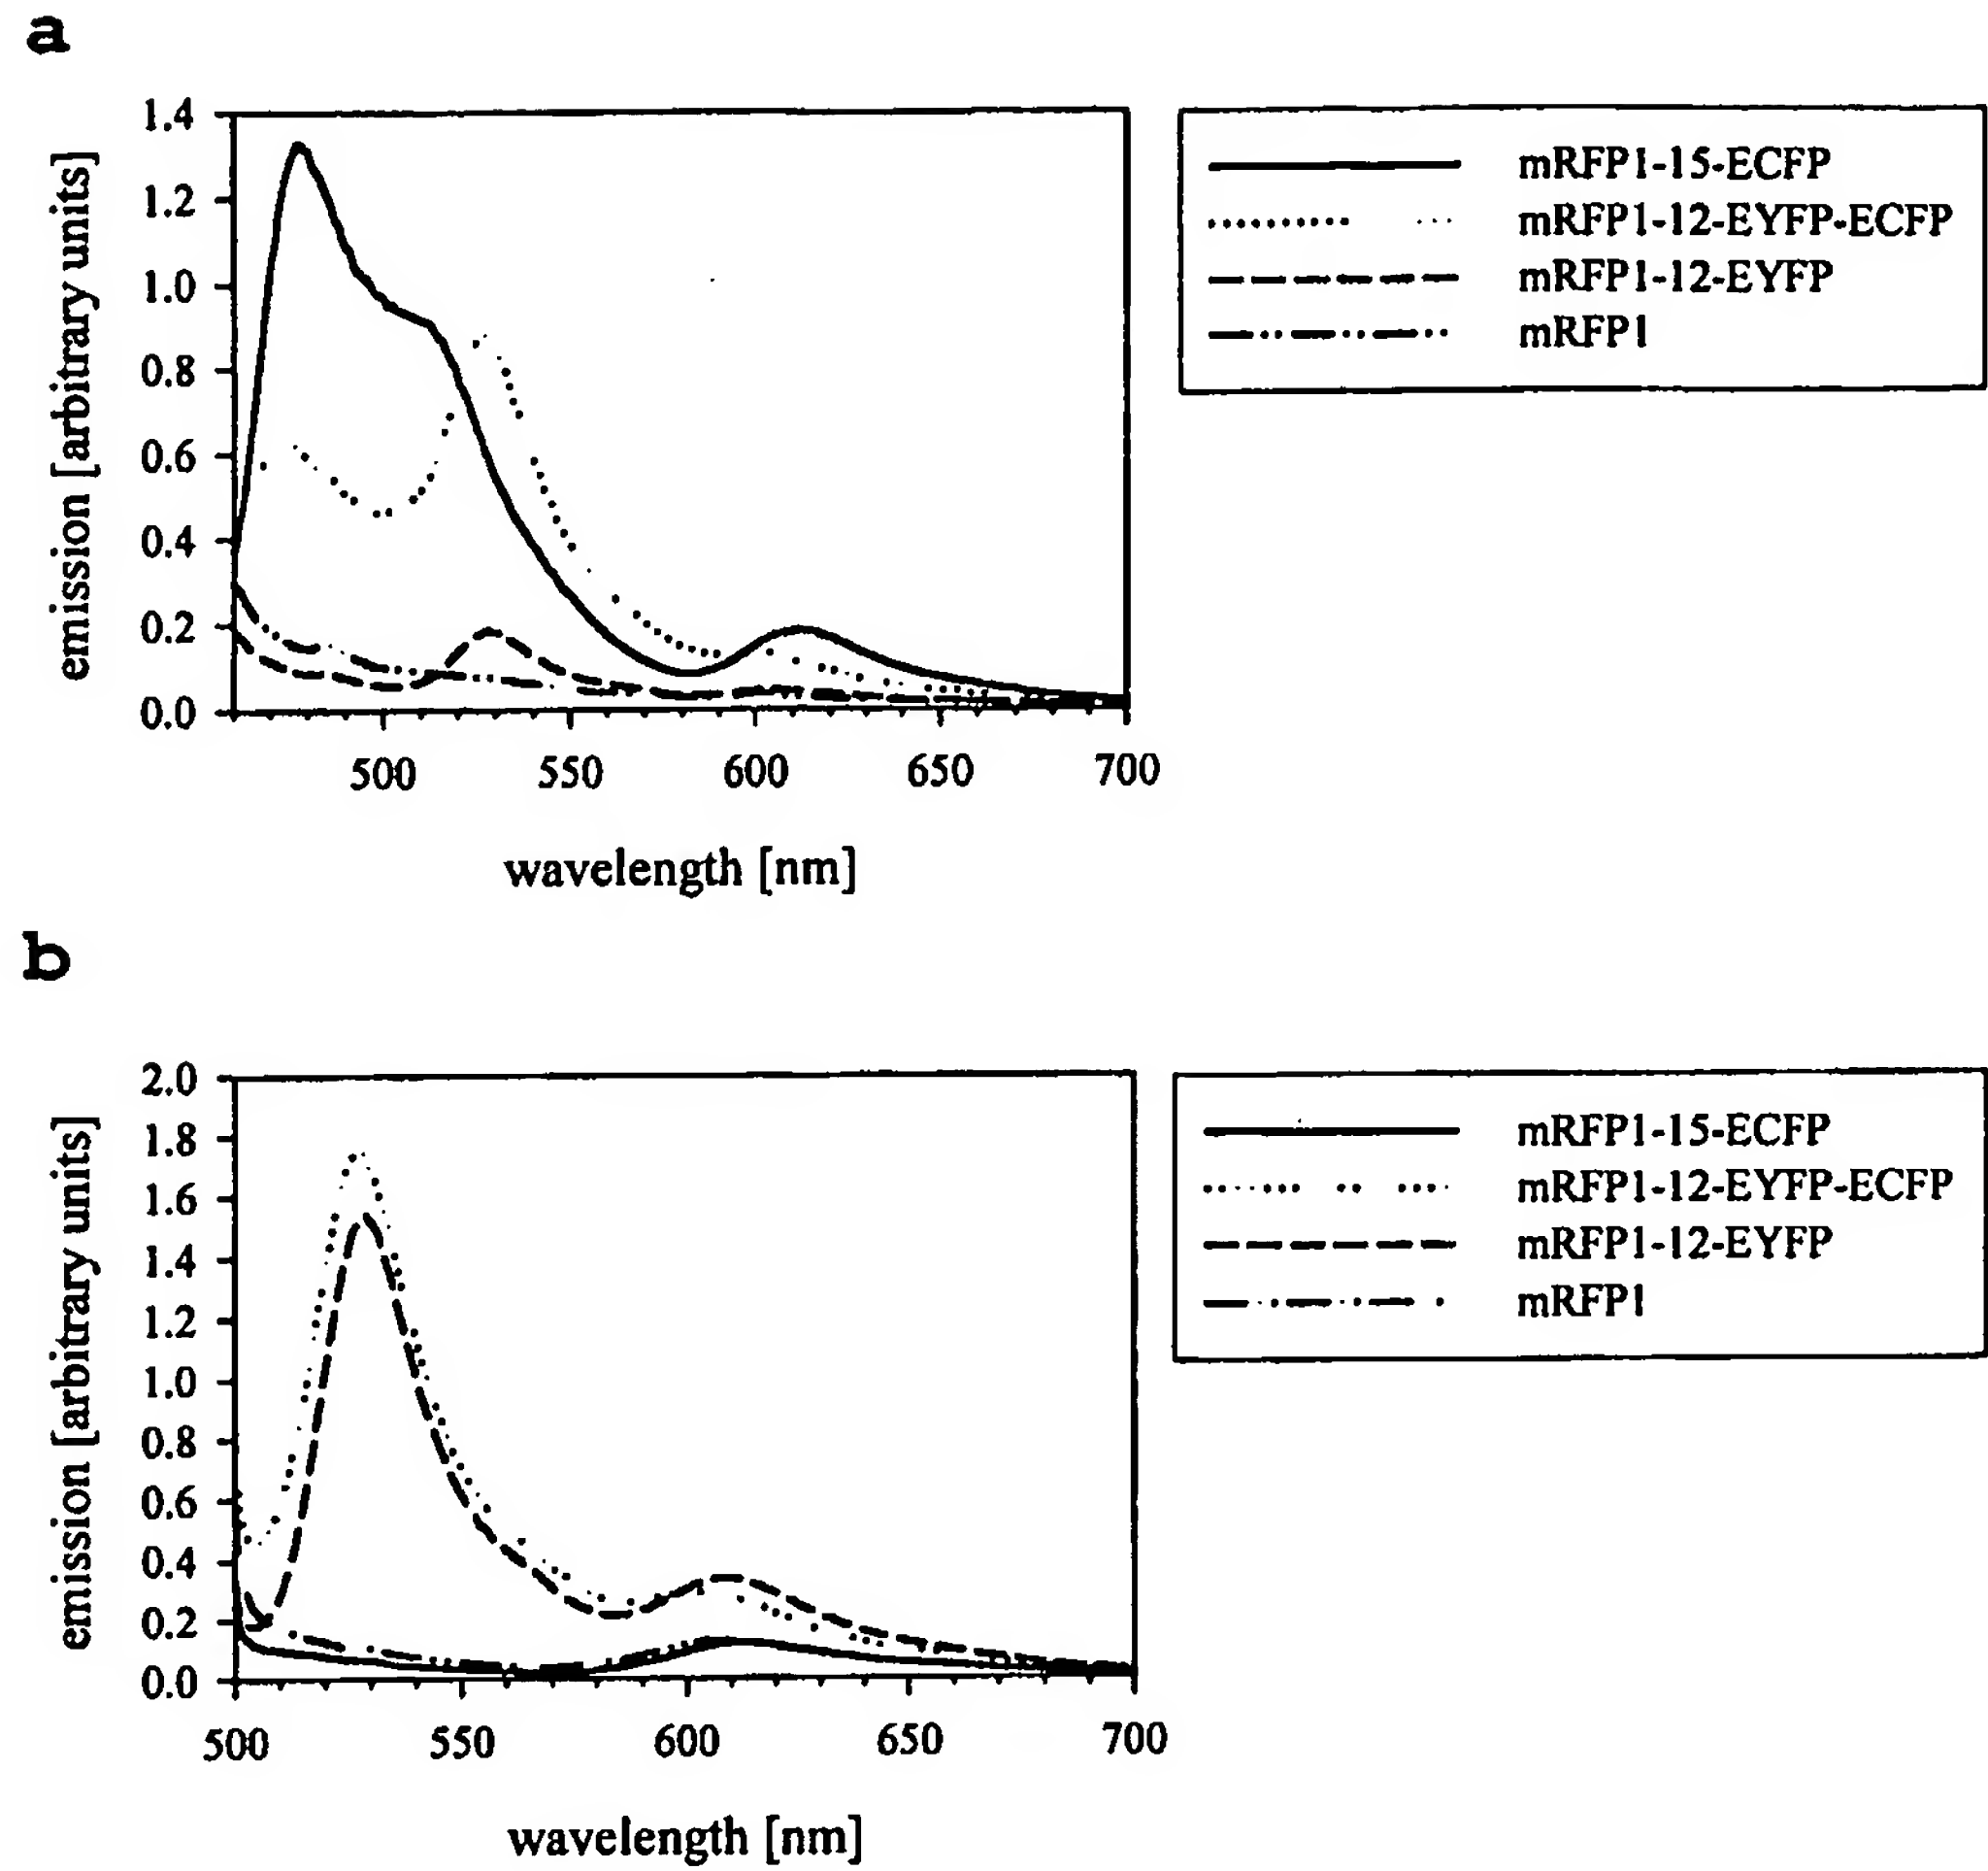 a
1.4
1.2
1.0
0.8
0.6
0.4
0.2
0.0
emission [arbitrary units]
500 550 600 650 700
wavelength [nm]
mRFP1-15-ECFP
mRFP1-12-EYFP-ECFP
mRFP1-12-EYFP
mRFP1
b
2.0
1.8
1.6
1.4
1.2
1.0
0.8
0.6
0.4
0.2
0.0
emission [arbitrary units]
500 550 600 650 700
wavelength [nm]
mRFP1-15-ECFP
mRFP1-12-EYFP-ECFP
mRFP1-12-EYFP
mRFP1